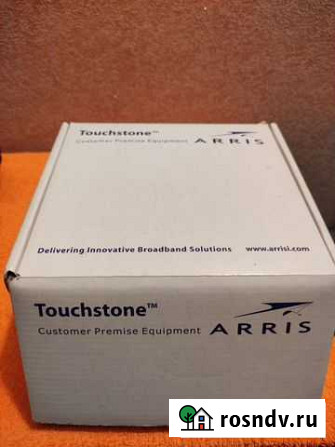 Touchstone™
Customer Premise Equipment ARRIS
Delivering Innovative Broadband Solutions www.arrisi.com
Touchstone™
Customer Premise Equipment ARRIS
rosndv.ru